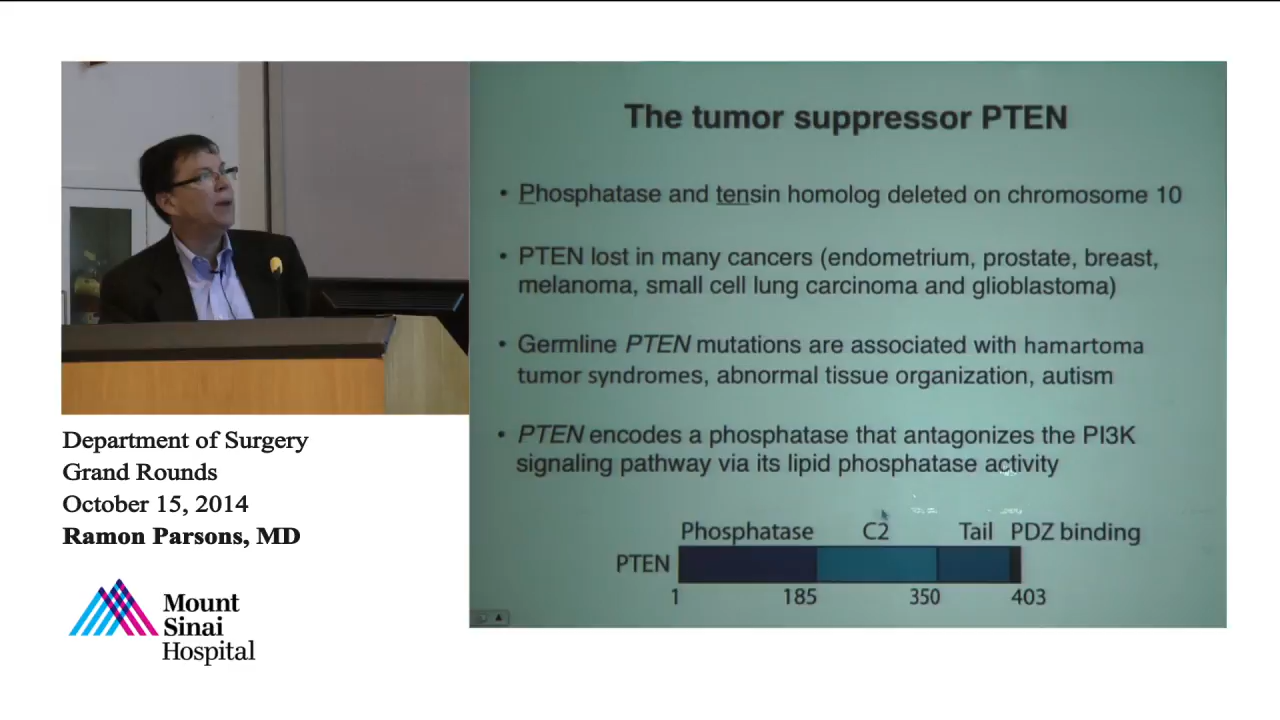 The tumor suppressor PTEN
• Phosphatase and tensin homolog deleted on chromosome 10
• PTEN lost in many cancers (endometrium, prostate, breast,
melanoma, small cell lung carcinoma and glioblastoma)
• Germline PTEN mutations are associated with hamartoma
tumor syndromes, abnormal tissue organization, autism
• PTEN encodes a phosphatase that antagonizes the PI3K
signaling pathway via its lipid phosphatase activity
Phosphatase C2 Tail PDZ binding
PTEN
1 185 350 403
Department of Surgery
Grand Rounds
October 15, 2014
Ramon Parsons, MD
Mount
Sinai
Hospital